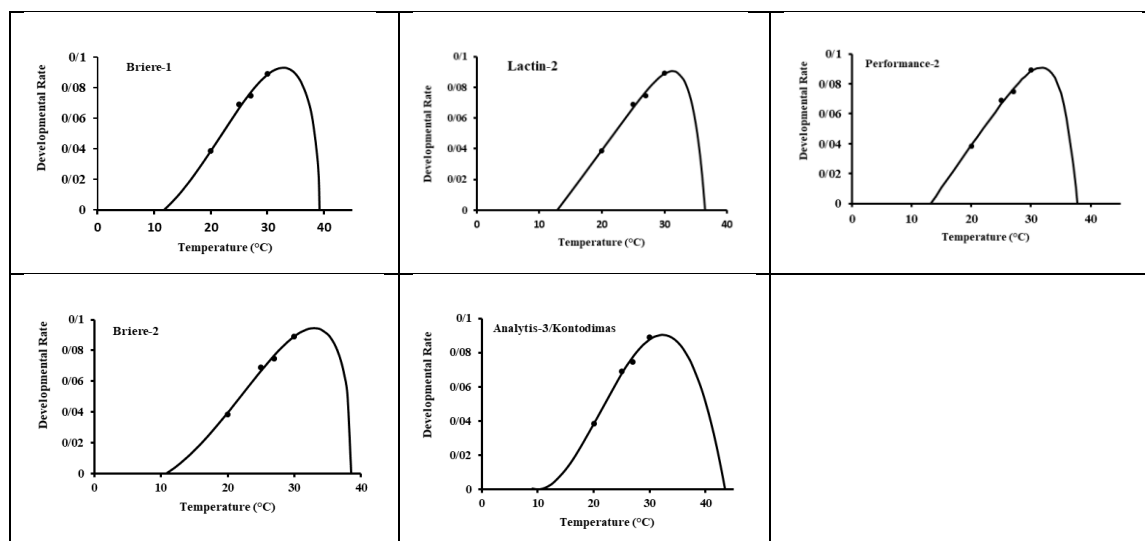 Briere-1
Developmental Rate
0/1
0/08
0/06
0/04
0/02
0
0 10 20 30 40
Temperature (°C)
Lactin-2
Developmental Rate
0/1
0/08
0/06
0/04
0/02
0
0 10 20 30 40
Temperature (°C)
Performance-2
Developmental Rate
0/1
0/08
0/06
0/04
0/02
0
0 10 20 30 40
Temperature (°C)
Briere-2
Developmental Rate
0/1
0/08
0/06
0/04
0/02
0
0 10 20 30 40
Temperature (°C)
Analytis-3/Kontodimas
Developmental Rate
0/1
0/08
0/06
0/04
0/02
0
0 10 20 30 40
Temperature (°C)